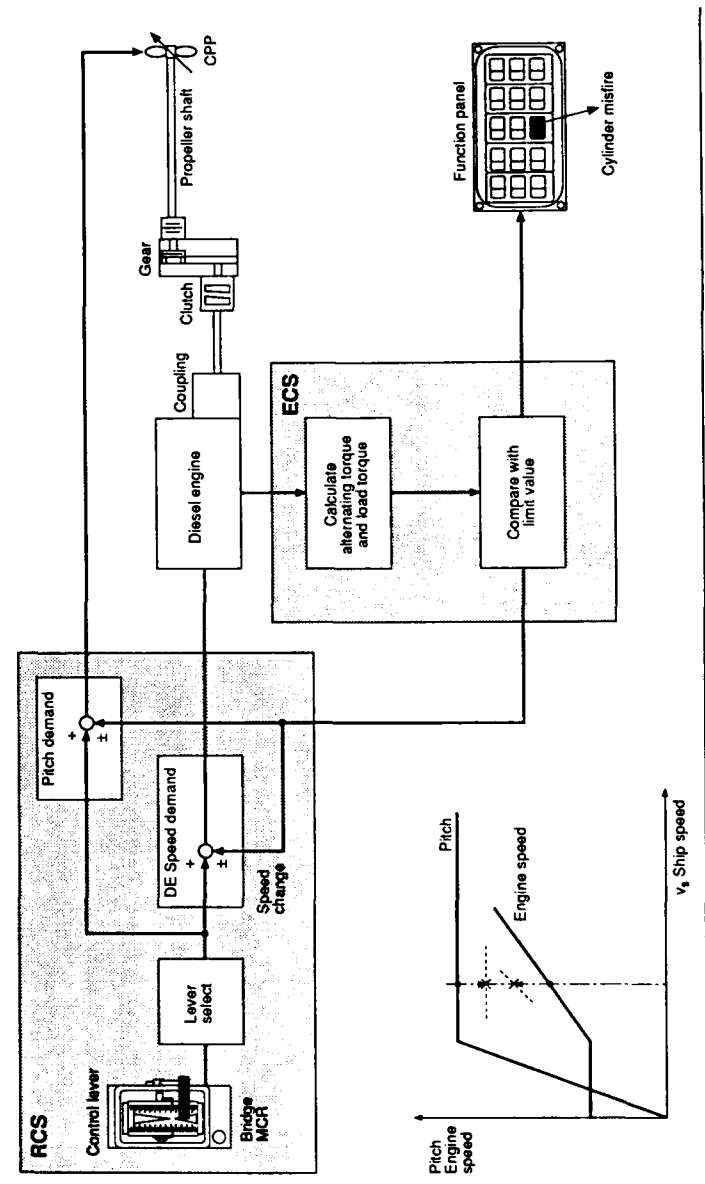 RCS
Control lever
Bridge
MCR
Lever
select
Pitch demand
+
±
DE Speed demand
+
±
Speed
change
Diesel engine
Coupling
Clutch
Gear
Propeller shaft
CPP
ECS
Calculate
alternating torque
and load torque
Compare with
limit value
Function panel
Cylinder misfire
Pitch
Engine
speed
Pitch
Engine speed
vs Ship speed